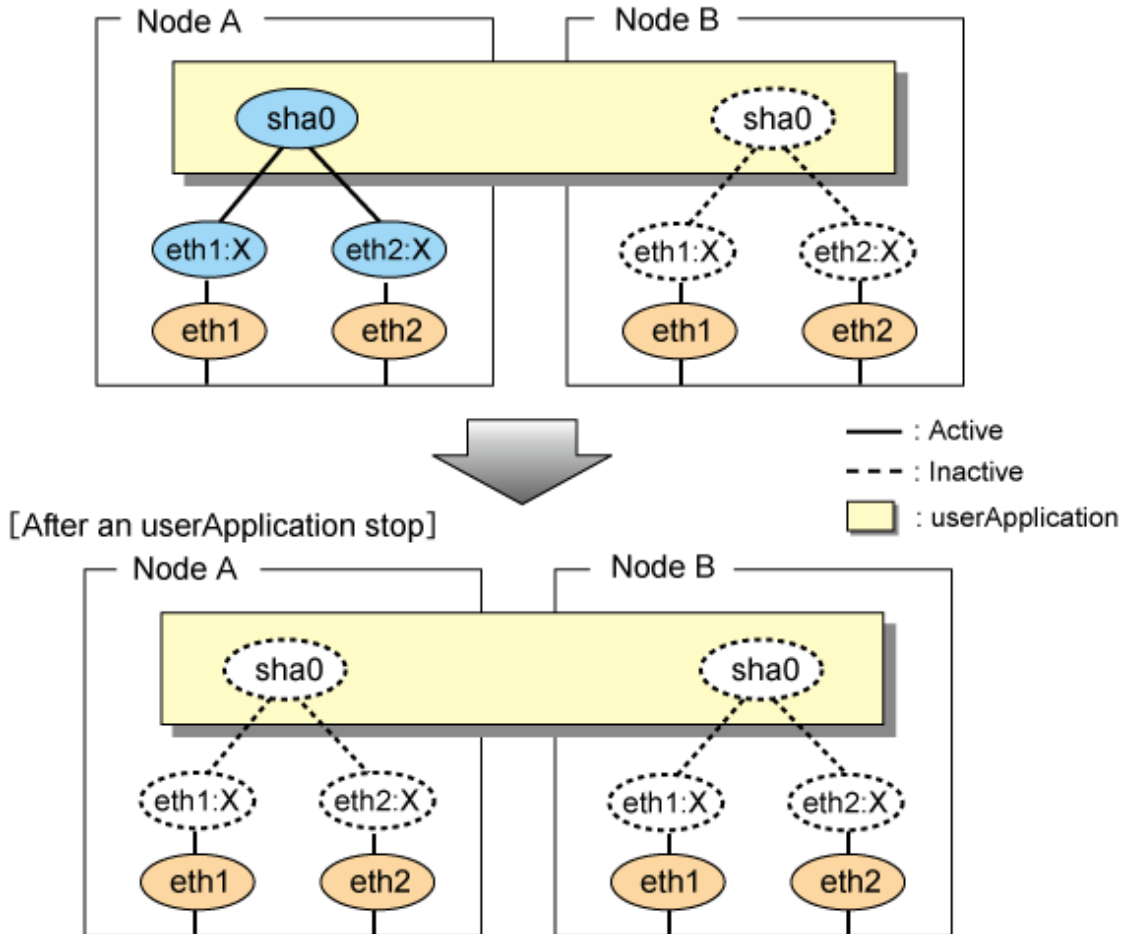 Node A
Node B
sha0
sha0
eth1:X
eth2:X
eth1:X
eth2:X
eth1
eth2
eth1
eth2
: Active
: Inactive
: userApplication
[After an userApplication stop]
Node A
Node B
sha0
sha0
eth1:X
eth2:X
eth1:X
eth2:X
eth1
eth2
eth1
eth2